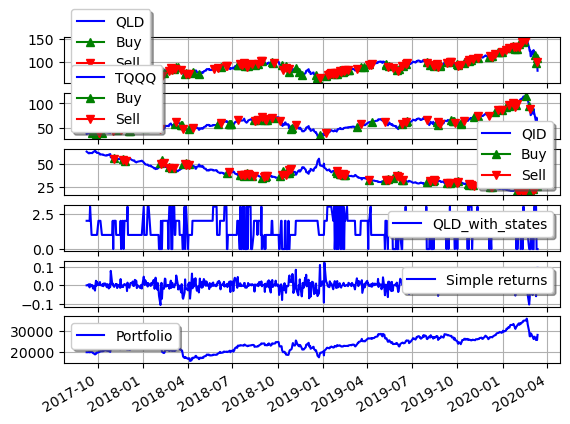 QLD
Buy
Sell
150
100
TQQQ
Buy
Sell
100
50
QID
Buy
Sell
50
25
QLD_with_states
2.5
0.0
Simple returns
0.1
0.0
−0.1
Portfolio
30000
20000
2017-10
2018-01
2018-04
2018-07
2018-10
2019-01
2019-04
2019-07
2019-10
2020-01
2020-04